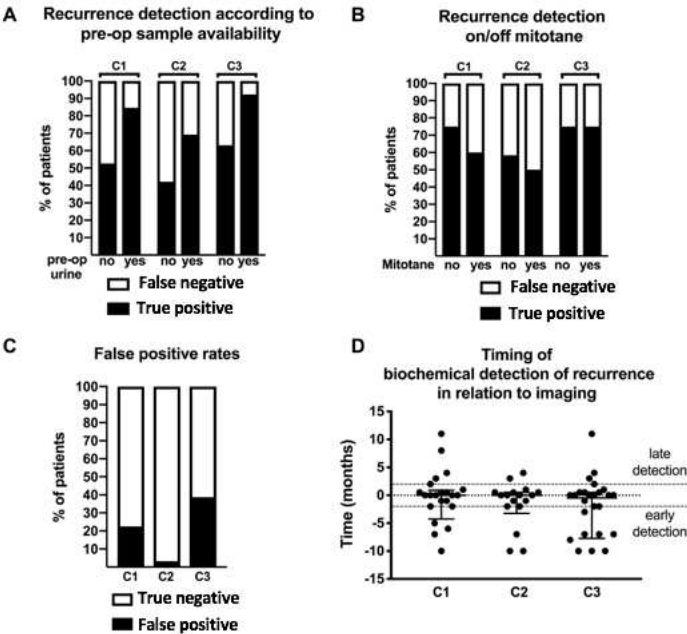 A
Recurrence detection according to
pre-op sample availability
C1 C2 C3
100
90
80
70
60
50
40
30
20
10
% of patients
no yes no yes no yes
pre-op
urine
False negative
True positive
B
Recurrence detection
on/off mitotane
C1 C2 C3
100
90
80
70
60
50
40
30
20
10
% of patients
Mitotane no yes no yes no yes
False negative
True positive
C
False positive rates
100
90
80
70
60
50
40
30
20
10
% of patients
C1 C2 C3
True negative
False positive
D
Timing of
biochemical detection of recurrence
in relation to imaging
15
10
5
0
-5
-10
-15
Time (months)
late
detection
early
detection
C1 C2 C3